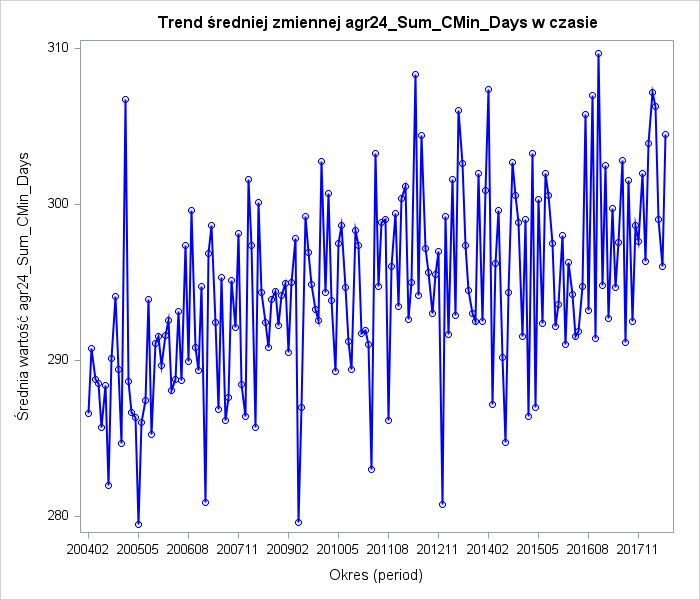 Trend średniej zmiennej agr24_Sum_CMin_Days w czasie
310
300
290
280
Średnia wartość agr24_Sum_CMin_Days
200402 200505 200608 200711 200902 201005 201108 201211 201402 201505 201608 201711
Okres (period)